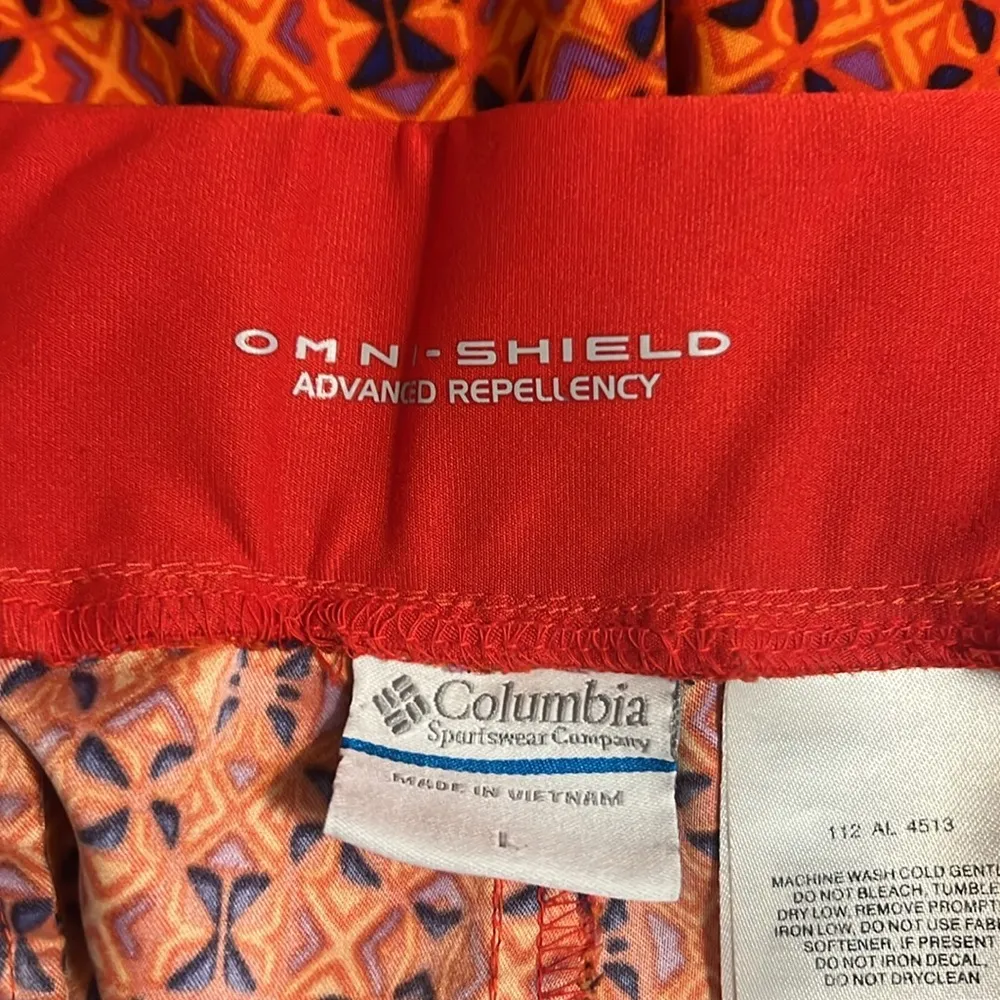 OMNI-SHIELD
ADVANCED REPELLENCY
Columbia
Sportswear Company
MADE IN VIETNAM
L
112 AL 4513
MACHINE WASH COLD GENTL
DO NOT BLEACH, TUMBLE
DRY LOW, REMOVE PROMPT
IRON LOW, DO NOT USE FAB
SOFTENER, IF PRESENT
DO NOT IRON DECAL,
DO NOT DRYCLEAN